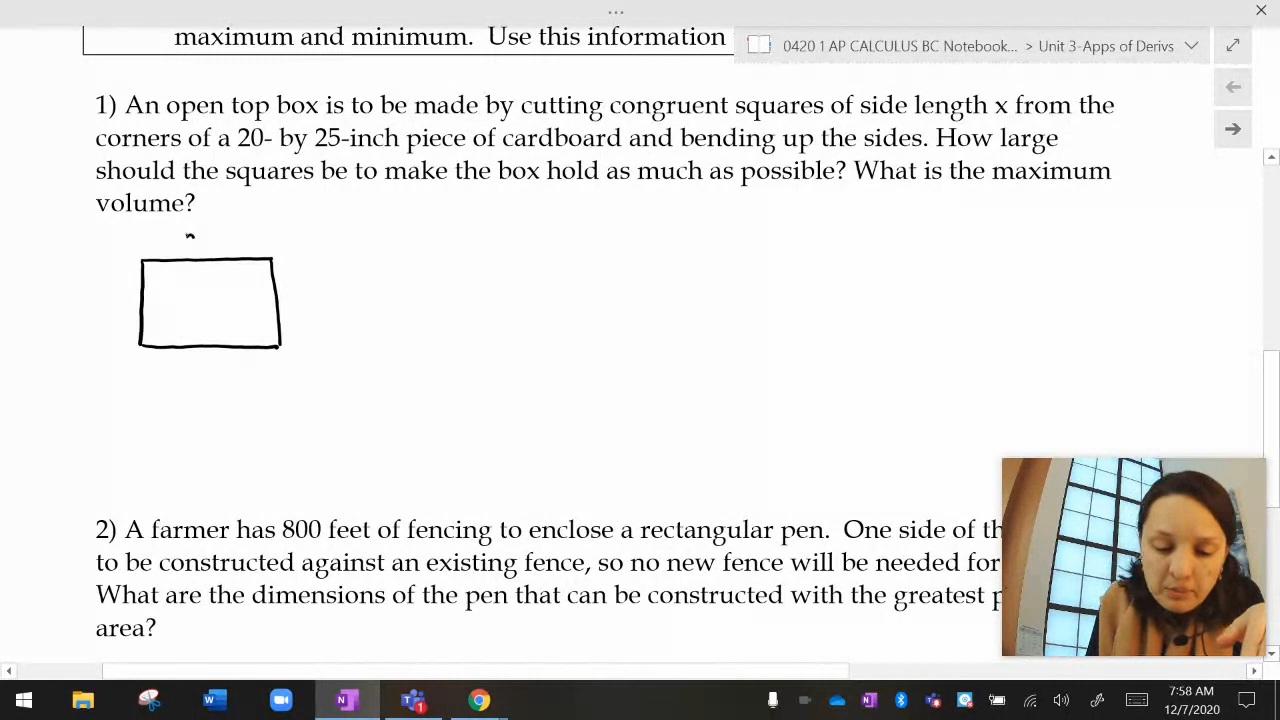 maximum and minimum. Use this information
0420 1 AP CALCULUS BC Notebook... > Unit 3-Apps of Derivs
1) An open top box is to be made by cutting congruent squares of side length x from the
corners of a 20- by 25-inch piece of cardboard and bending up the sides. How large
should the squares be to make the box hold as much as possible? What is the maximum
volume?
2) A farmer has 800 feet of fencing to enclose a rectangular pen. One side of th
to be constructed against an existing fence, so no new fence will be needed for
What are the dimensions of the pen that can be constructed with the greatest p
area?
7:58 AM
12/7/2020